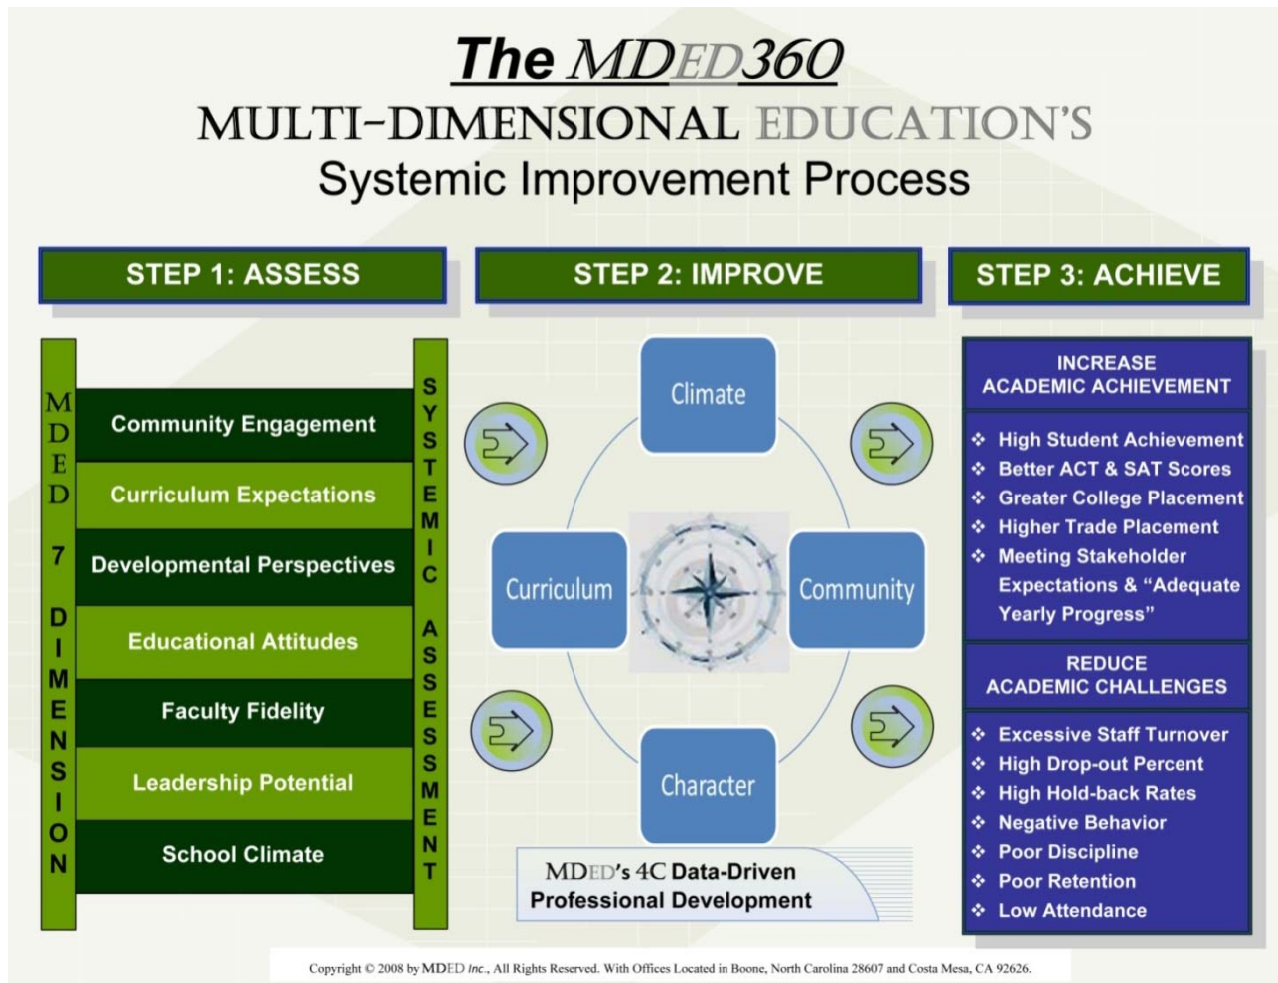 The MDED360
MULTI-DIMENSIONAL EDUCATION'S
Systemic Improvement Process
STEP 1: ASSESS
MDED 7 DIMENSION
Community Engagement
Curriculum Expectations
Developmental Perspectives
Educational Attitudes
Faculty Fidelity
Leadership Potential
School Climate
SYSTEMIC ASSESSMENT
STEP 2: IMPROVE
Climate
Curriculum
Community
Character
MDED's 4C Data-Driven
Professional Development
STEP 3: ACHIEVE
INCREASE
ACADEMIC ACHIEVEMENT
❖ High Student Achievement
❖ Better ACT & SAT Scores
❖ Greater College Placement
❖ Higher Trade Placement
❖ Meeting Stakeholder
Expectations & “Adequate
Yearly Progress”
REDUCE
ACADEMIC CHALLENGES
❖ Excessive Staff Turnover
❖ High Drop-out Percent
❖ High Hold-back Rates
❖ Negative Behavior
❖ Poor Discipline
❖ Poor Retention
❖ Low Attendance
Copyright © 2008 by MDED Inc., All Rights Reserved. With Offices Located in Boone, North Carolina 28607 and Costa Mesa, CA 92626.